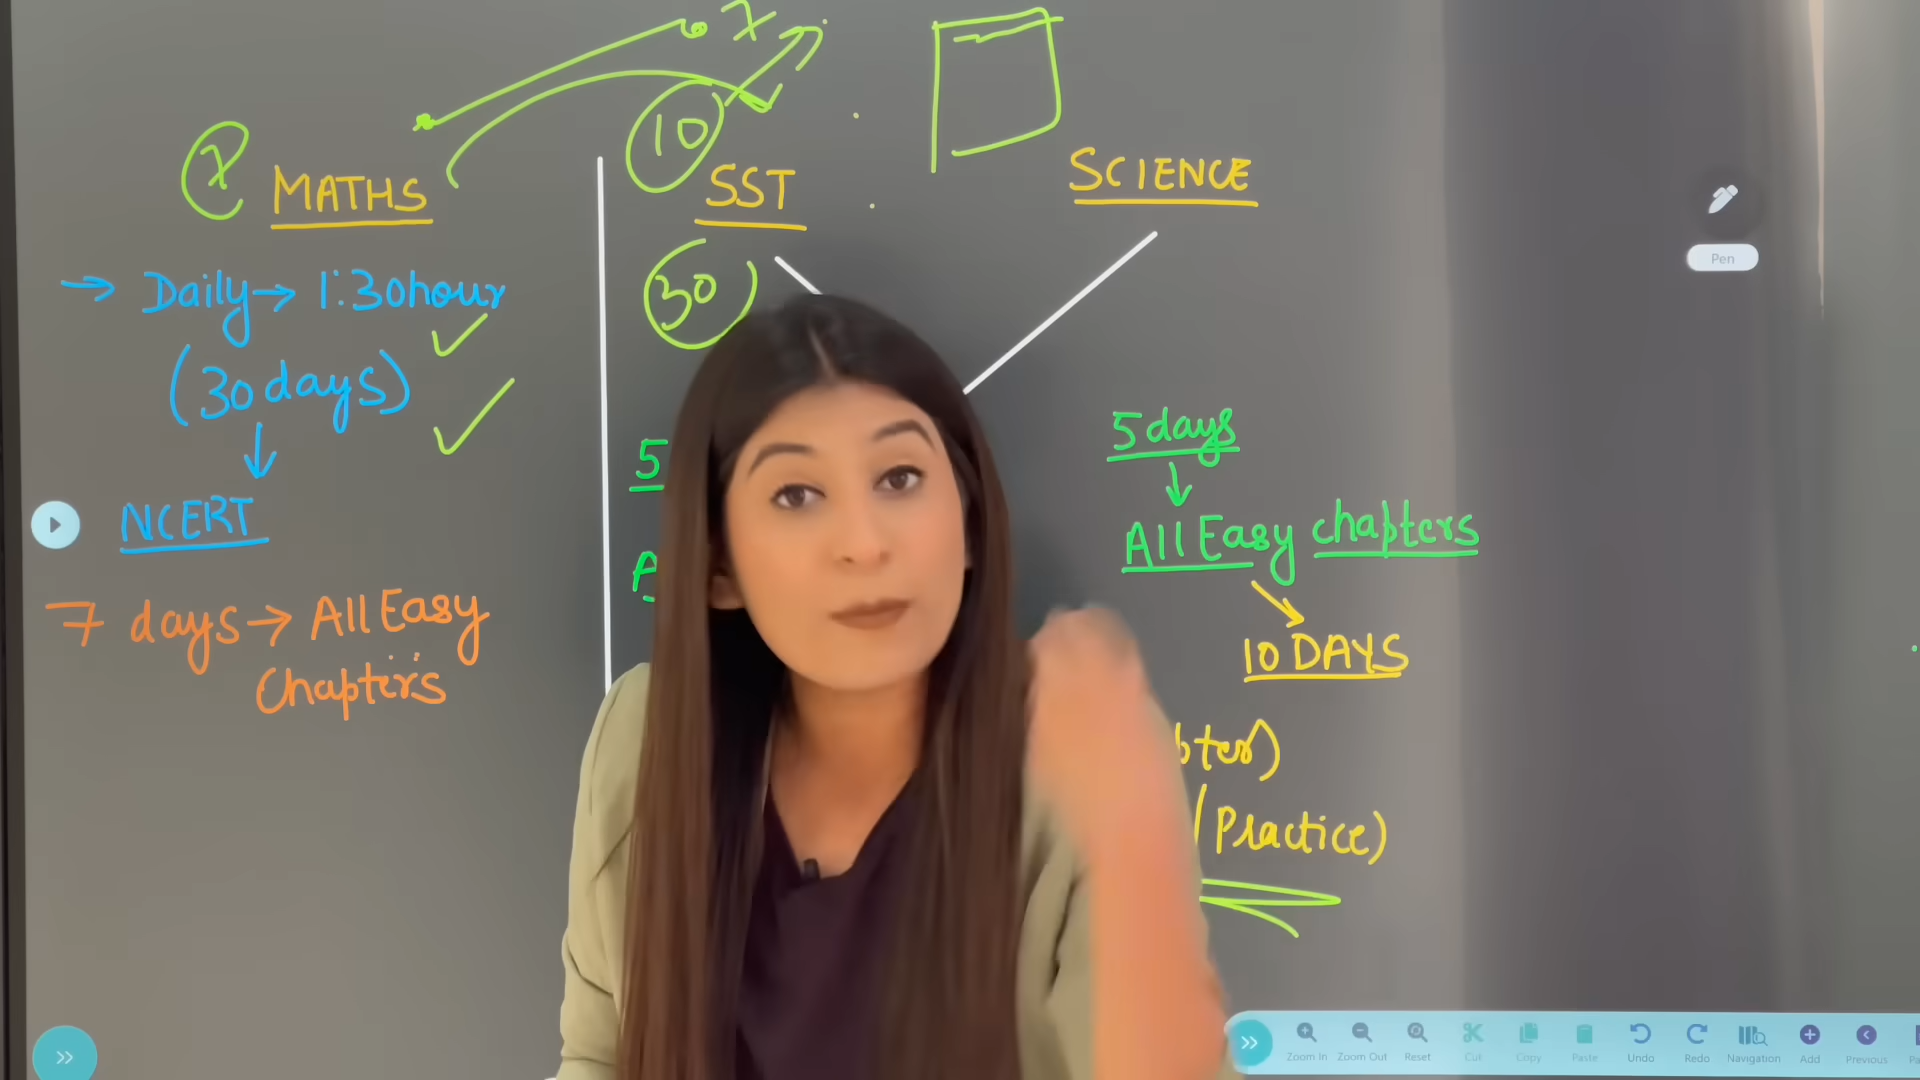 7
10
MATHS
SST
SCIENCE
→ Daily → 1:30hour
30
(30 days)
5 days
5
NCERT
All Easy chapters
A
7 days → All Easy
Chapters
10 DAYS
(Practice)
Pen
Zoom In
Zoom Out
Reset
Cut
Copy
Paste
Undo
Redo
Navigation
Add
Previous